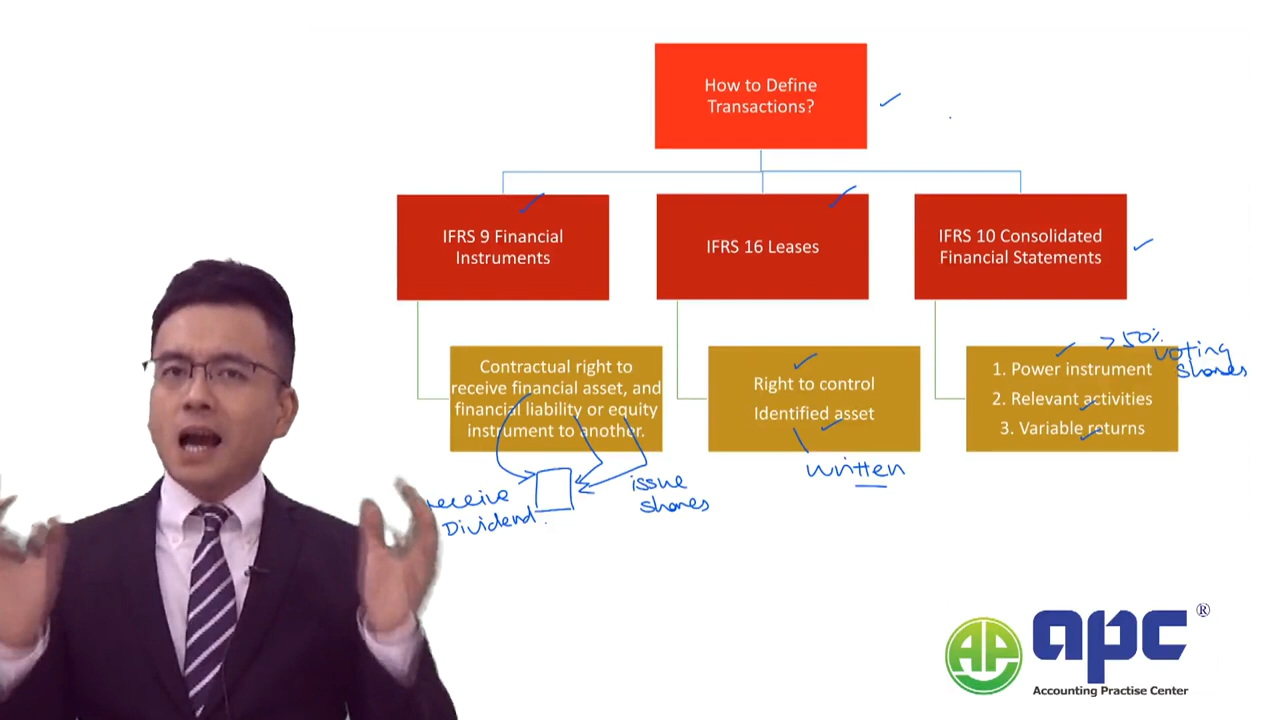 How to Define
Transactions?
IFRS 9 Financial
Instruments
IFRS 16 Leases
IFRS 10 Consolidated
Financial Statements
Contractual right to
receive financial asset, and
financial liability or equity
instrument to another.
receive
Dividend.
issue
shares
Right to control
Identified asset
written
> 50%
voting
shares
1. Power instrument
2. Relevant activities
3. Variable returns
AP
apc ®
Accounting Practise Center